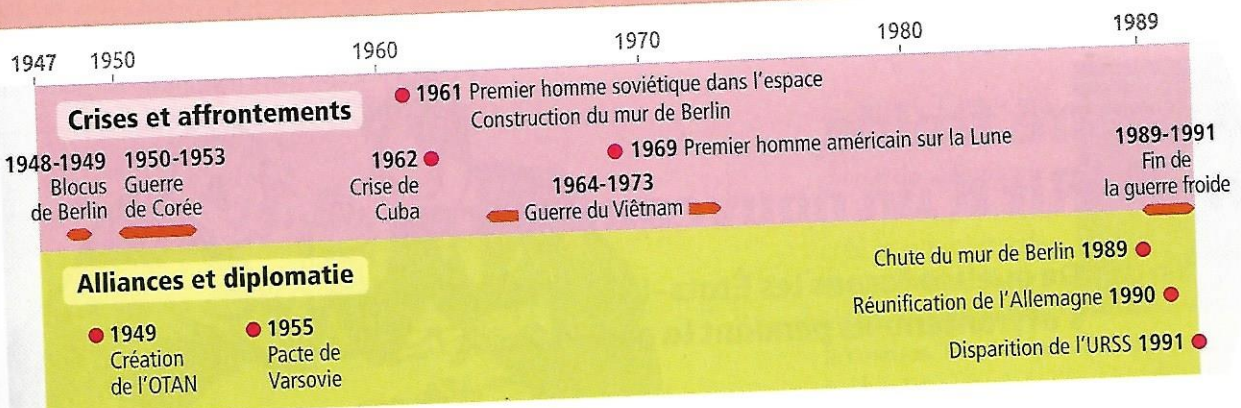 1947 1950 1960 1970 1980 1989
Crises et affrontements
1961 Premier homme soviétique dans l'espace
Construction du mur de Berlin
1948-1949
Blocus
de Berlin
1950-1953
Guerre
de Corée
1962
Crise de
Cuba
1969 Premier homme américain sur la Lune
1964-1973
Guerre du Viêtnam
1989-1991
Fin de
la guerre froide
Alliances et diplomatie
1949
Création
de l'OTAN
1955
Pacte de
Varsovie
Chute du mur de Berlin 1989
Réunification de l'Allemagne 1990
Disparition de l'URSS 1991